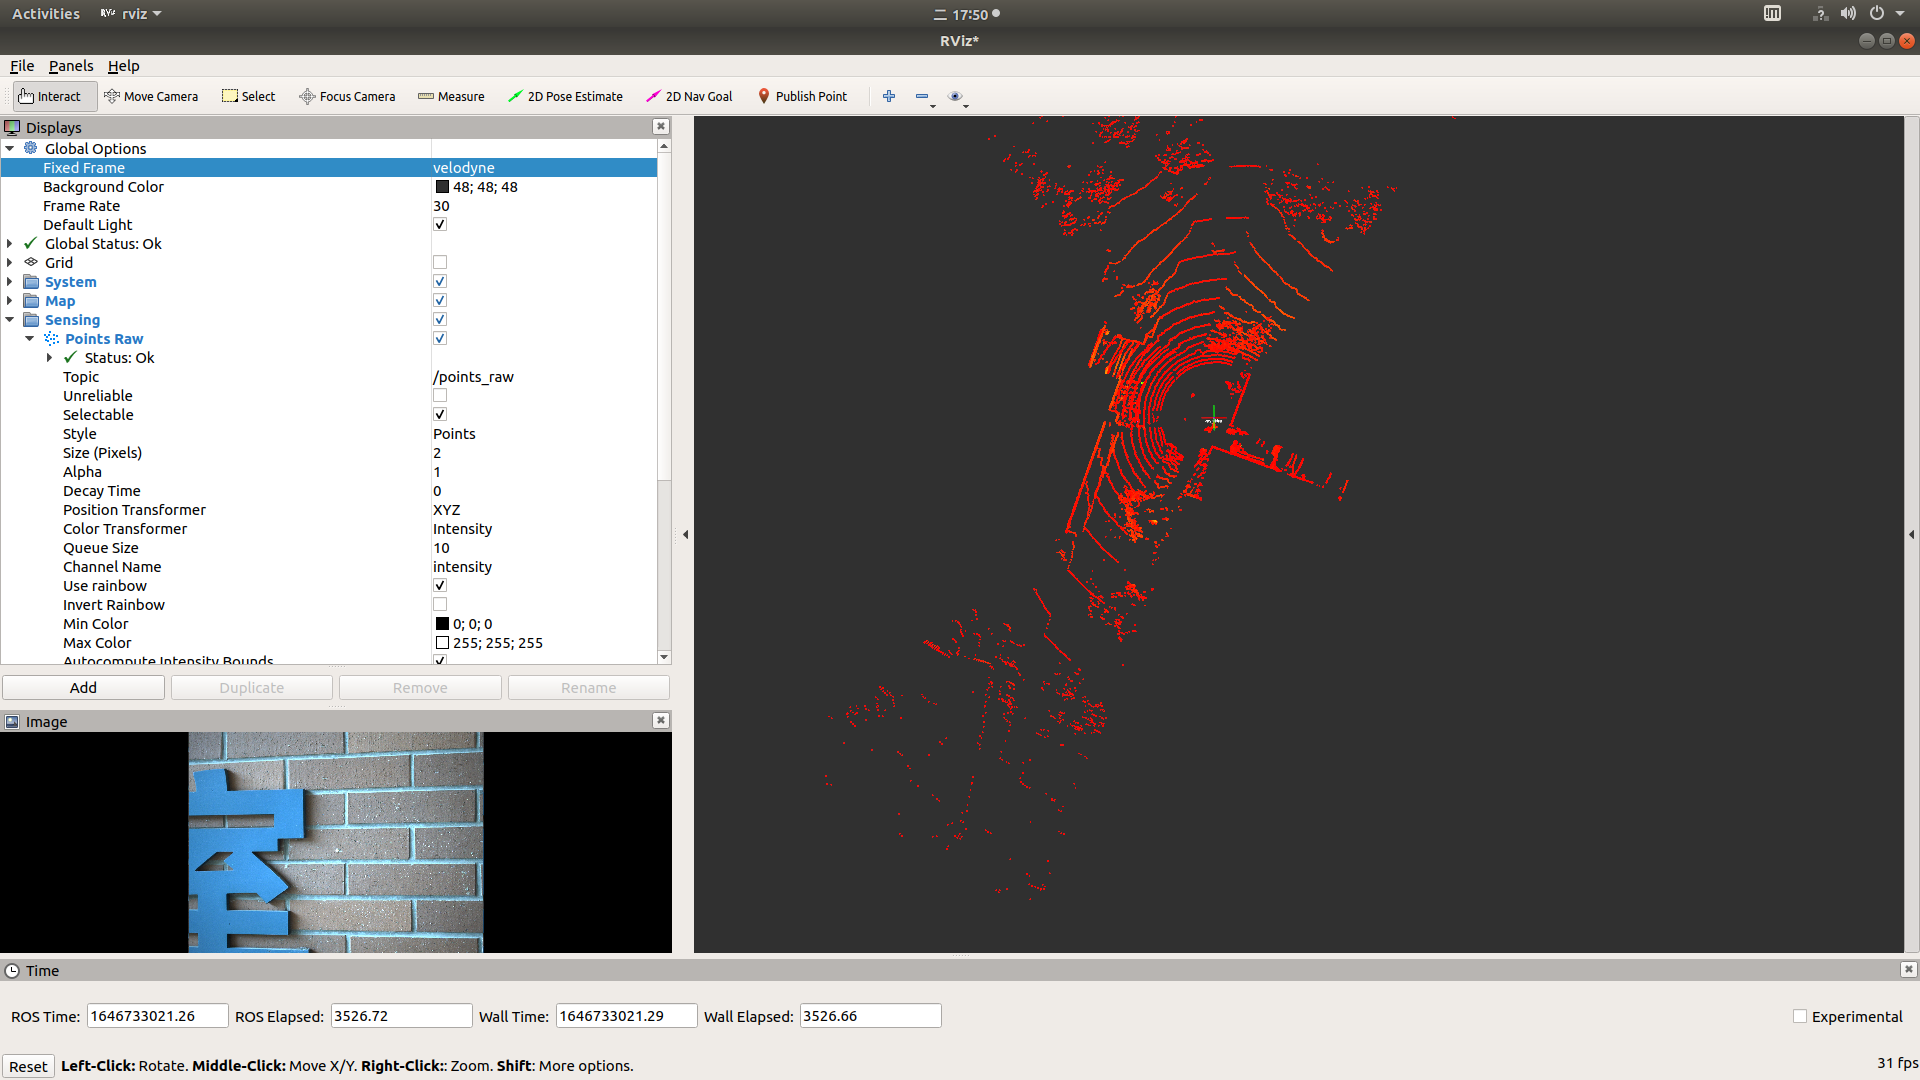 Activities rviz 二 17:50
RViz*
File Panels Help
Interact Move Camera Select Focus Camera Measure 2D Pose Estimate 2D Nav Goal Publish Point
Displays
Global Options
Fixed Frame velodyne
Background Color 48; 48; 48
Frame Rate 30
Default Light
Global Status: Ok
Grid
System
Map
Sensing
Points Raw
Status: Ok
Topic /points_raw
Unreliable
Selectable
Style Points
Size (Pixels) 2
Alpha 1
Decay Time 0
Position Transformer XYZ
Color Transformer Intensity
Queue Size 10
Channel Name intensity
Use rainbow
Invert Rainbow
Min Color 0; 0; 0
Max Color 255; 255; 255
Autocompute Intensity Bounds
Add Duplicate Remove Rename
Image
Time
ROS Time: 1646733021.26 ROS Elapsed: 3526.72 Wall Time: 1646733021.29 Wall Elapsed: 3526.66 Experimental
Reset Left-Click: Rotate. Middle-Click: Move X/Y. Right-Click:: Zoom. Shift: More options. 31 fps